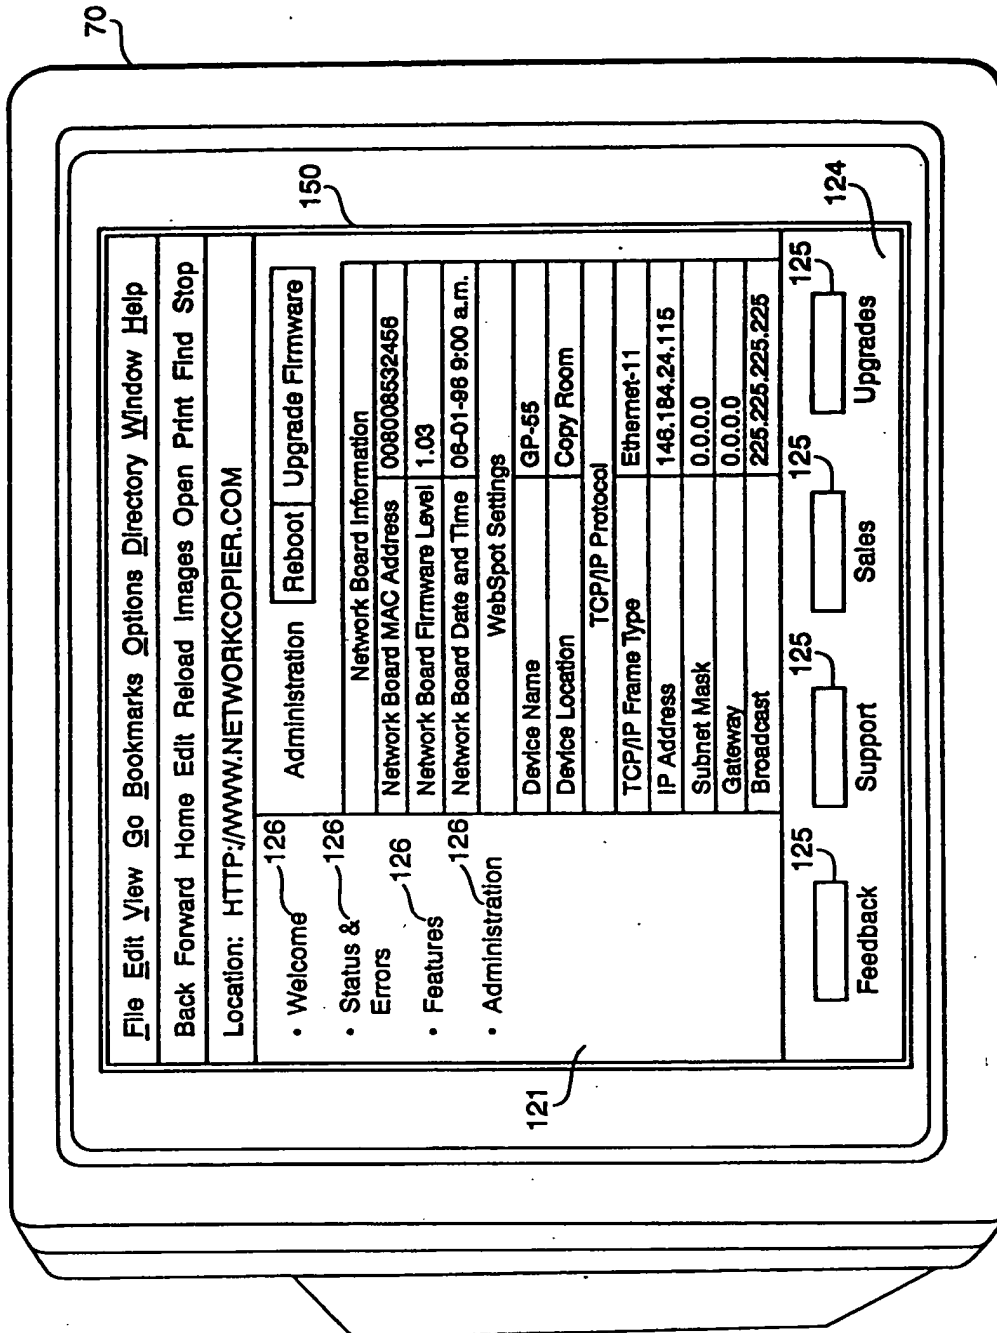 70
150
File Edit View Go Bookmarks Options Directory Window Help
Back Forward Home Edit Reload Images Open Print Find Stop
Location: HTTP://WWW.NETWORKCOPIER.COM
• Welcome 126
• Status & Errors 126
• Features 126
• Administration 126
121
Administration Reboot Upgrade Firmware
Network Board Information
Network Board MAC Address 008008532456
Network Board Firmware Level 1.03
Network Board Date and Time 08-01-98 9:00 a.m.
WebSpot Settings
Device Name GP-55
Device Location Copy Room
TCP/IP Protocol
TCP/IP Frame Type Ethernet-11
IP Address 146.184.24.115
Subnet Mask 0.0.0.0
Gateway 0.0.0.0
Broadcast 225.225.225.225
125 125 125 125
Feedback Support Sales Upgrades
124